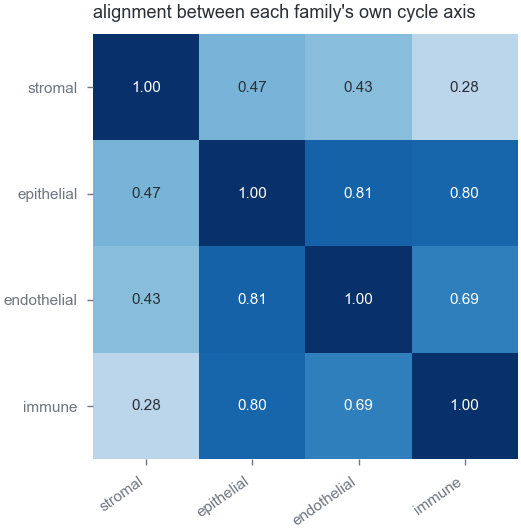 alignment between each family's own cycle axis
stromal 1.00 0.47 0.43 0.28
epithelial 0.47 1.00 0.81 0.80
endothelial 0.43 0.81 1.00 0.69
immune 0.28 0.80 0.69 1.00
stromal epithelial endothelial immune